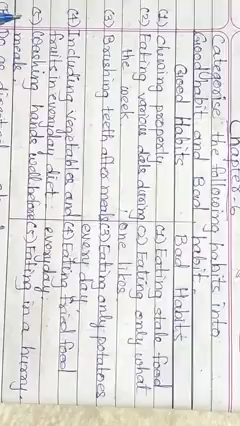 Chapter-6
Categorise the following habits into
Good habit and Bad habit.
Good Habits Bad Habits
(1) Chewing properly (1) Eating stale food
(2) Eating various dals during (2) Eating only what
the week. one likes
(3) Brushing teeth after meals (3) Eating only potatoes
every day
(4) Including vegetables and (4) Eating fried food
fruits in everyday diet. everyday.
(5) Washing hands well before (5) Eating in a hurry.
meals